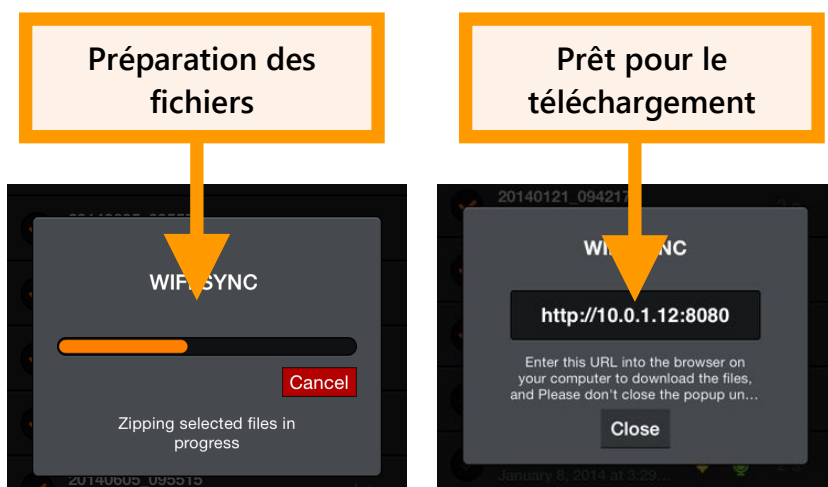 Préparation des
fichiers
WIFI SYNC
Cancel
Zipping selected files in
progress
20140605_095515
Prêt pour le
téléchargement
20140121_094217
http://10.0.1.12:8080
Enter this URL into the browser on
your computer to download the files,
and Please don't close the popup un...
Close
January 8, 2014 at 3:29...